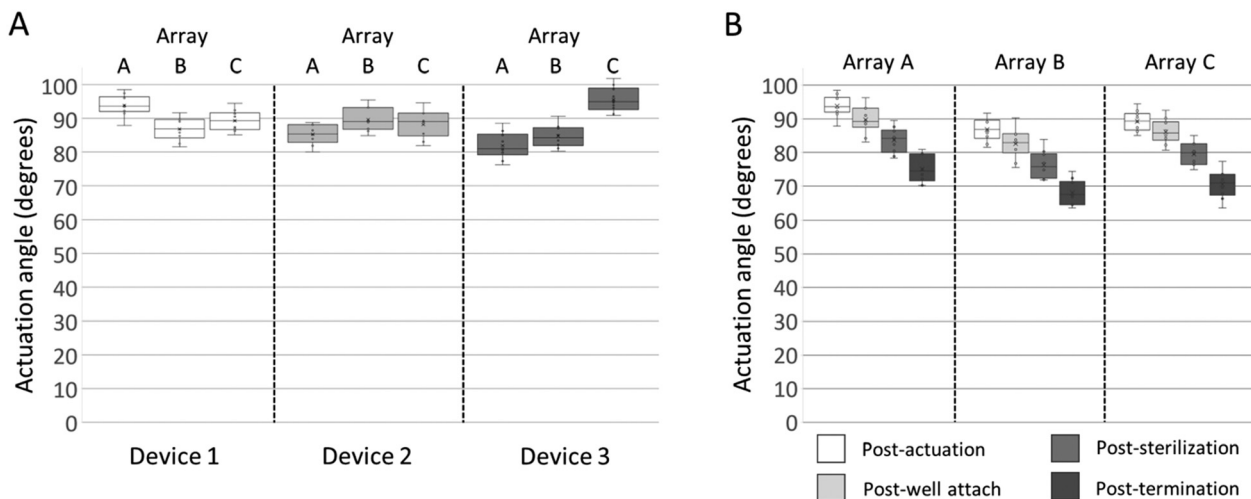 A
Array Array Array
A B C A B C A B C
Actuation angle (degrees)
100
90
80
70
60
50
40
30
20
10
0
Device 1 Device 2 Device 3
B
Array A Array B Array C
Actuation angle (degrees)
100
90
80
70
60
50
40
30
20
10
0
Post-actuation Post-sterilization
Post-well attach Post-termination